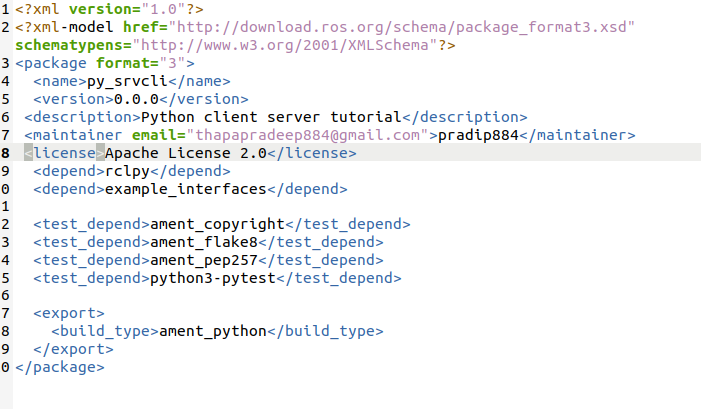 1 <?xml version="1.0"?>
2 <?xml-model href="http://download.ros.org/schema/package_format3.xsd"
schematypens="http://www.w3.org/2001/XMLSchema"?>
3 <package format="3">
4   <name>py_srvcli</name>
5   <version>0.0.0</version>
6  <description>Python client server tutorial</description>
7  <maintainer email="thapapradeep884@gmail.com">pradip884</maintainer>
8  <license>Apache License 2.0</license>
9   <depend>rclpy</depend>
0   <depend>example_interfaces</depend>
1
2   <test_depend>ament_copyright</test_depend>
3   <test_depend>ament_flake8</test_depend>
4   <test_depend>ament_pep257</test_depend>
5   <test_depend>python3-pytest</test_depend>
6
7   <export>
8     <build_type>ament_python</build_type>
9   </export>
0 </package>